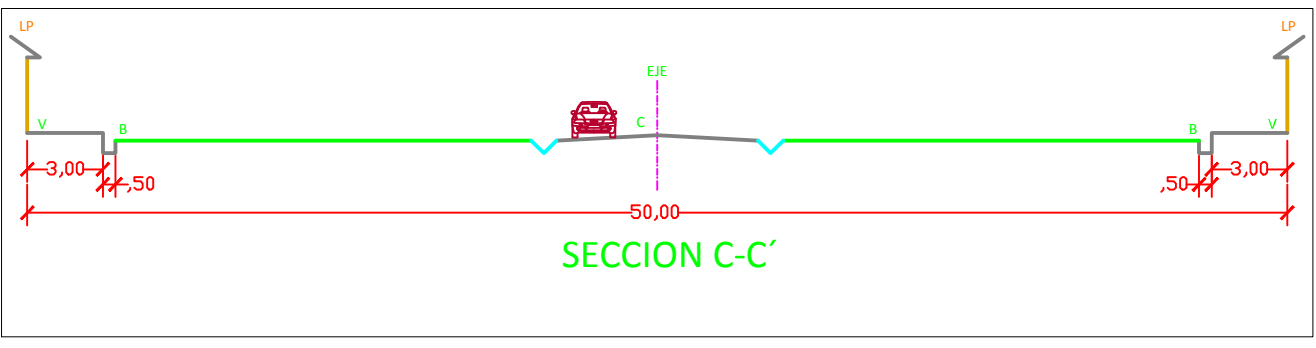 LP LP
EJE
V B C B V
3,00 ,50 ,50 3,00
50,00
SECCION C-C´